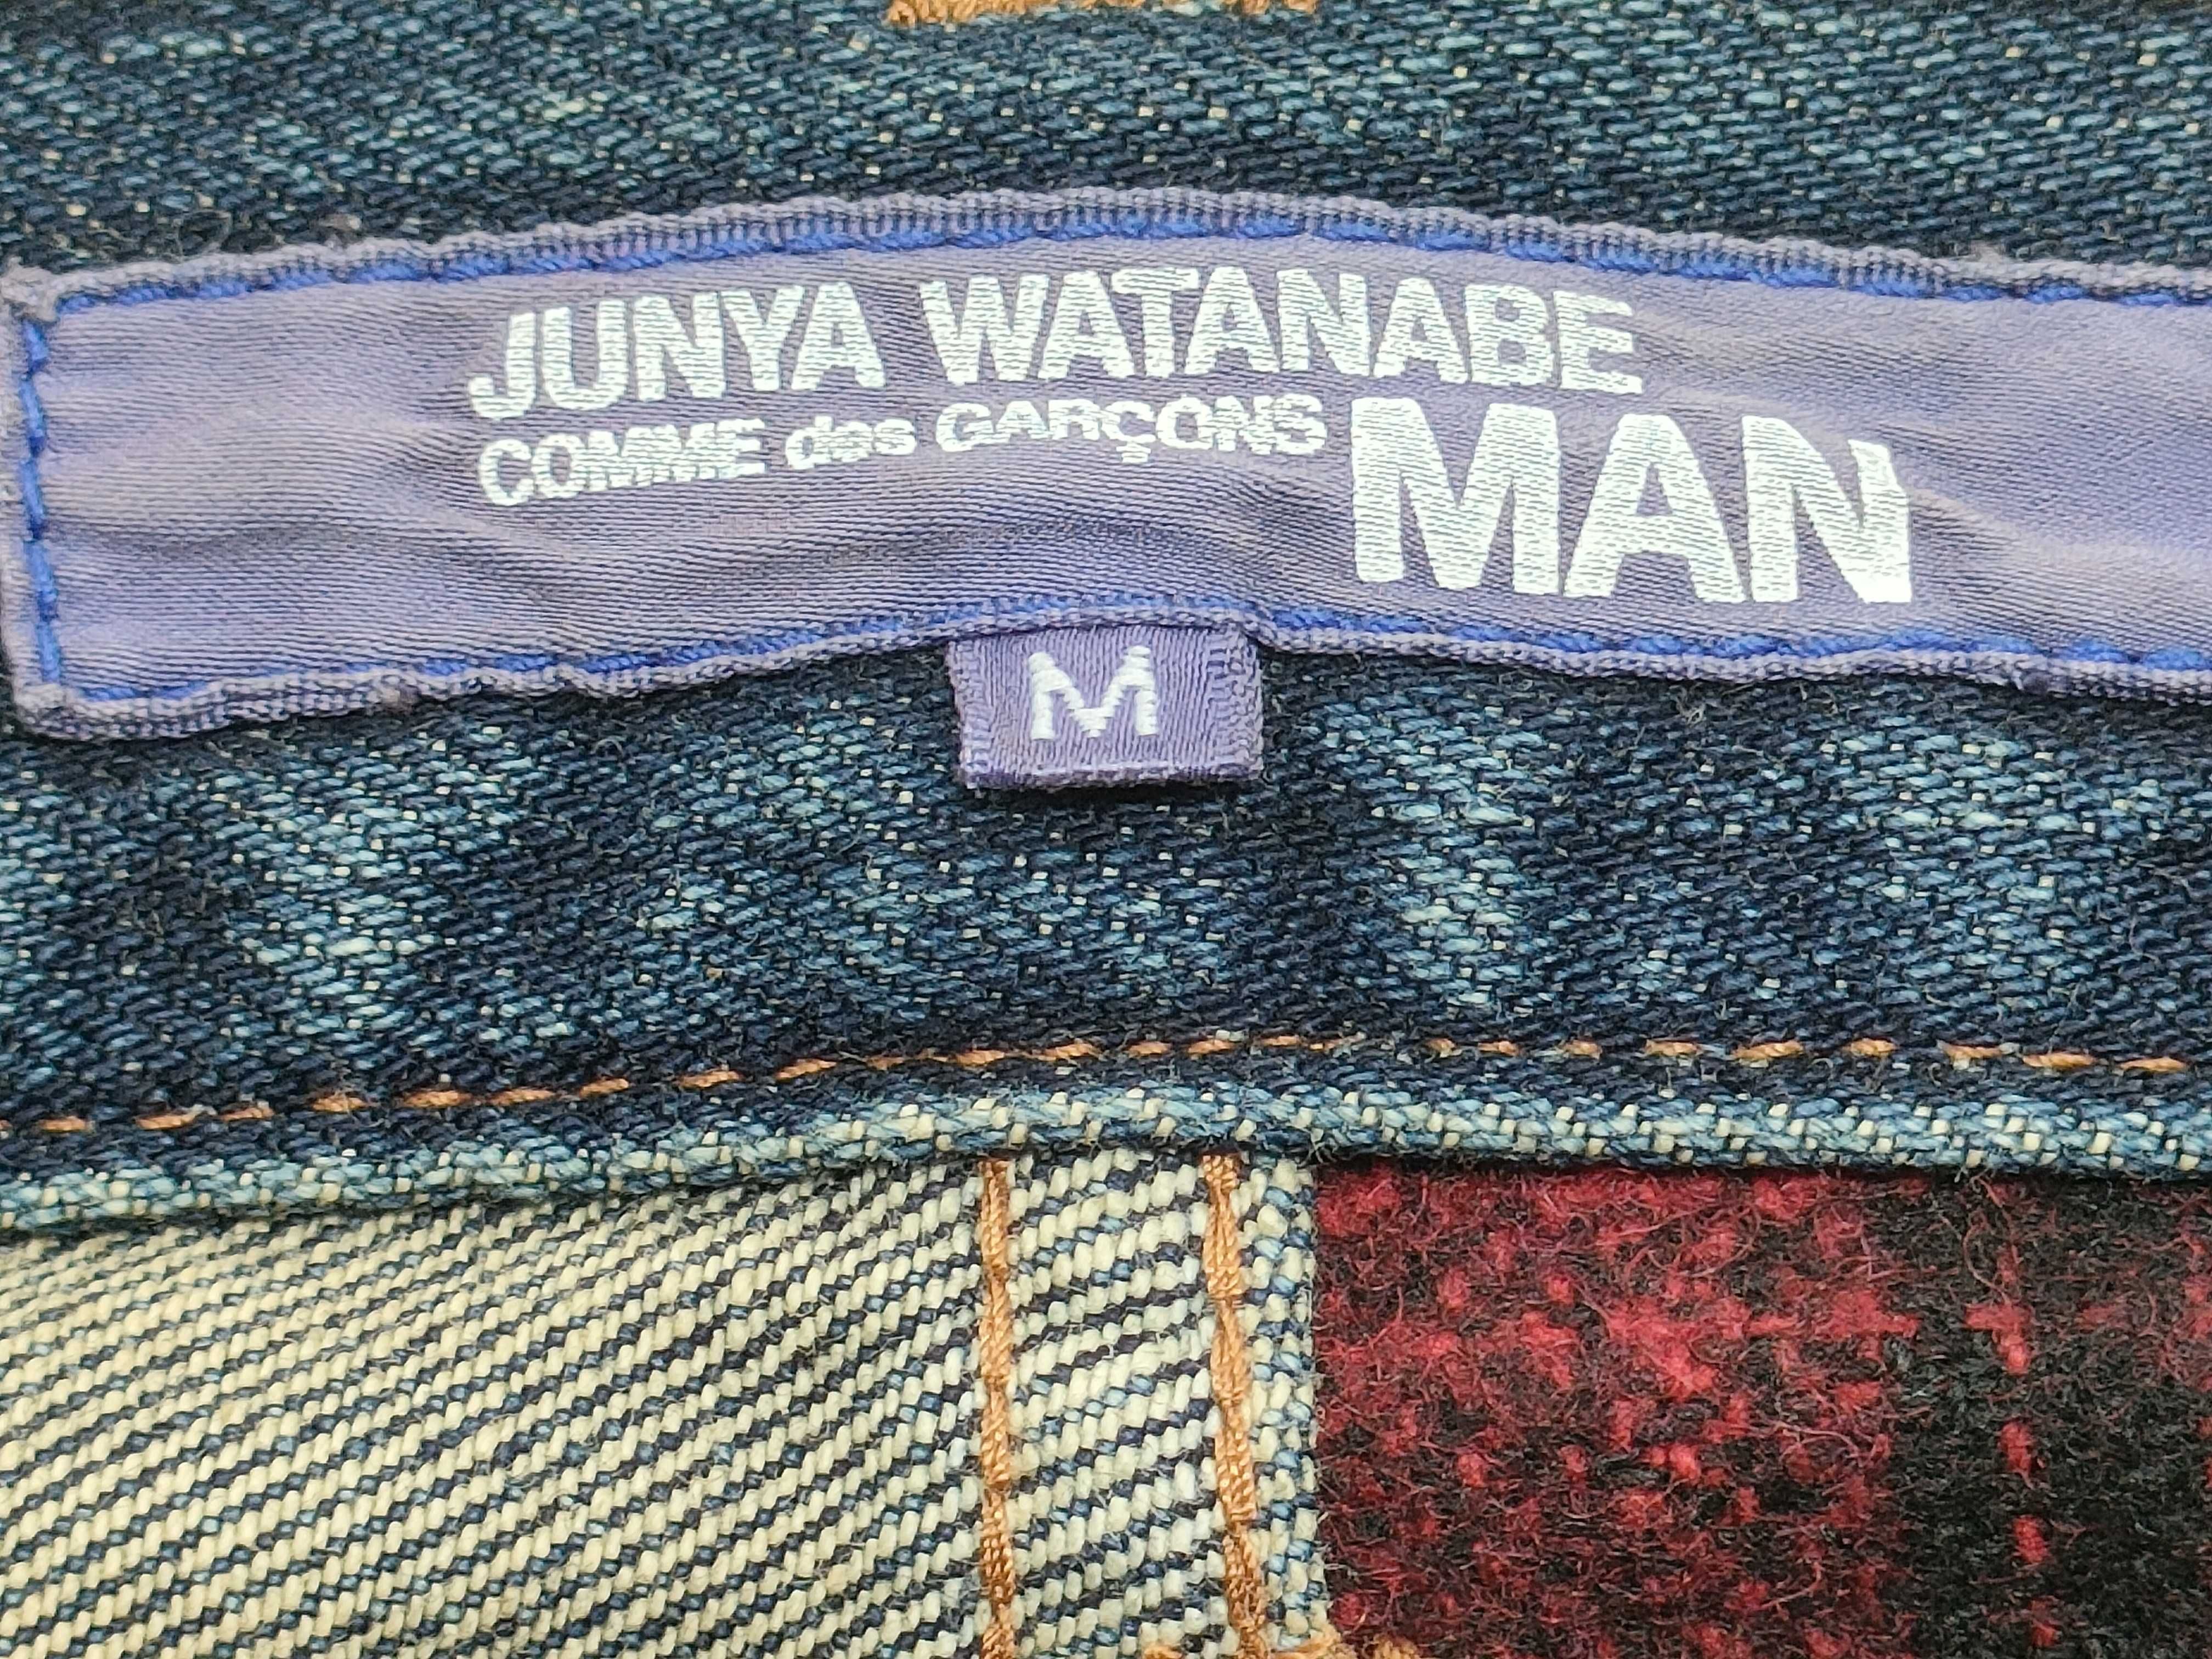 JUNYA WATANABE
COMME des GARÇONS MAN
M